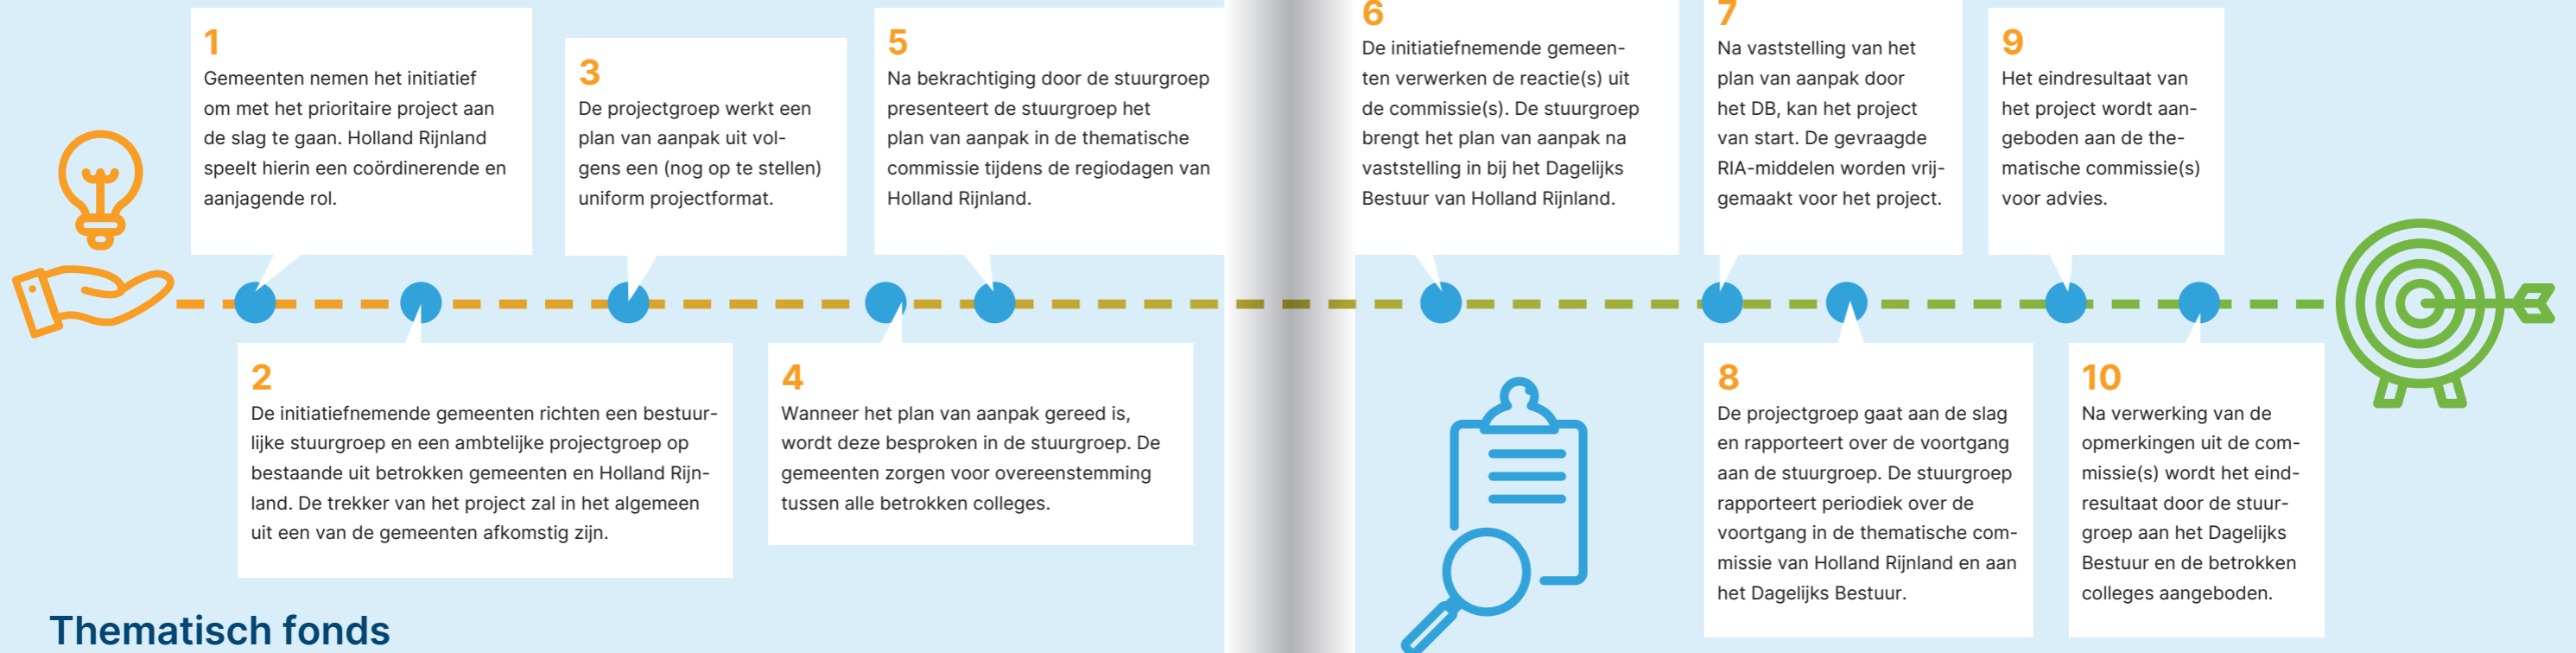 1
Gemeenten nemen het initiatief
om met het prioritaire project aan
de slag te gaan. Holland Rijnland
speelt hierin een coördinerende en
aanjagende rol.
2
De initiatiefnemende gemeenten richten een bestuur-
lijke stuurgroep en een ambtelijke projectgroep op
bestaande uit betrokken gemeenten en Holland Rijn-
land. De trekker van het project zal in het algemeen
uit een van de gemeenten afkomstig zijn.
3
De projectgroep werkt een
plan van aanpak uit vol-
gens een (nog op te stellen)
uniform projectformat.
4
Wanneer het plan van aanpak gereed is,
wordt deze besproken in de stuurgroep. De
gemeenten zorgen voor overeenstemming
tussen alle betrokken colleges.
5
Na bekrachtiging door de stuurgroep
presenteert de stuurgroep het
plan van aanpak in de thematische
commissie tijdens de regiodagen van
Holland Rijnland.
6
De initiatiefnemende gemeen-
ten verwerken de reactie(s) uit
de commissie(s). De stuurgroep
brengt het plan van aanpak na
vaststelling in bij het Dagelijks
Bestuur van Holland Rijnland.
7
Na vaststelling van het
plan van aanpak door
het DB, kan het project
van start. De gevraagde
RIA-middelen worden vrij-
gemaakt voor het project.
8
De projectgroep gaat aan de slag
en rapporteert over de voortgang
aan de stuurgroep. De stuurgroep
rapporteert periodiek over de
voortgang in de thematische com-
missie van Holland Rijnland en aan
het Dagelijks Bestuur.
9
Het eindresultaat van
het project wordt aan-
geboden aan de the-
matische commissie(s)
voor advies.
10
Na verwerking van de
opmerkingen uit de com-
missie(s) wordt het eind-
resultaat door de stuur-
groep aan het Dagelijks
Bestuur en de betrokken
colleges aangeboden.
Thematisch fonds